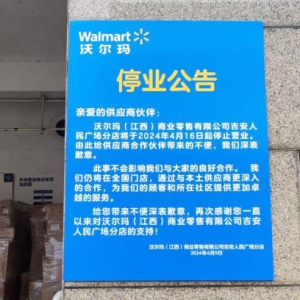 Walmart
沃尔玛
停业公告
亲爱的供应商伙伴：
沃尔玛（江西）商业零售有限公司吉安人
民广场分店将于2024年4月16日起停止营业。
由此给供应商合作伙伴带来的不便，我们深表
歉意。
此事不会影响我们与大家的良好合作。我
们仍将在全国门店，通过与本土供应商更深入
的合作，为我们的顾客和所在社区提供更加卓
越的服务。
给您带来不便深表歉意，再次感谢您一直
以来对沃尔玛（江西）商业零售有限公司吉安
人民广场分店的支持！
沃尔玛（江西）商业零售有限公司吉安人民广场分店
2024年4月9日